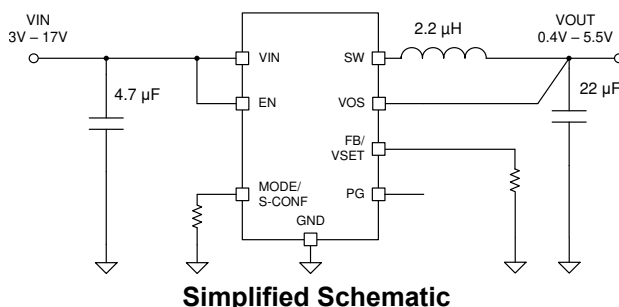 VIN
3V – 17V
4.7 µF
VIN
EN
MODE/
S-CONF
GND
SW
VOS
FB/
VSET
PG
2.2 µH
VOUT
0.4V – 5.5V
22 µF
Simplified Schematic